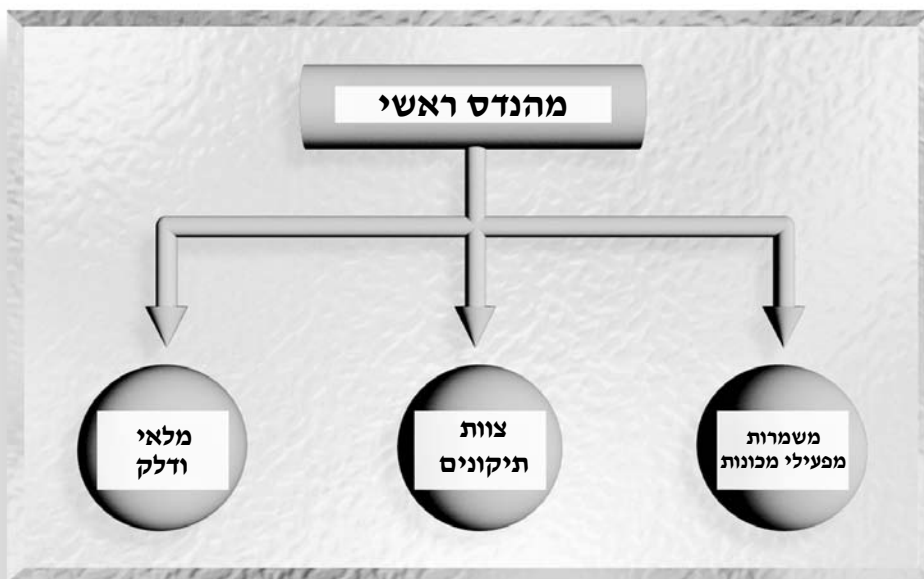 מהנדס ראשי
משמרות
מפעילי מכונות
צוות
תיקונים
מלאי
ודלק